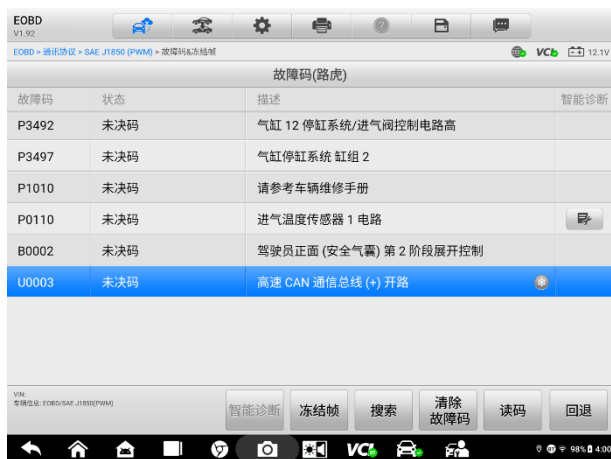 EOBD
V1.92
EOBD > 通讯协议 > SAE J1850 (PWM) > 故障码&冻结帧
VCI 12.1V
故障码(路虎)
故障码 状态 描述 智能诊断
P3492 未决码 气缸 12 停缸系统/进气阀控制电路高
P3497 未决码 气缸停缸系统 缸组 2
P1010 未决码 请参考车辆维修手册
P0110 未决码 进气温度传感器 1 电路
B0002 未决码 驾驶员正面 (安全气囊) 第 2 阶段展开控制
U0003 未决码 高速 CAN 通信总线 (+) 开路
VIN:
车辆信息: EOBD/SAE J1850(PWM)
智能诊断 冻结帧 搜索 清除故障码 读码 回退
VCI 98% 4:00